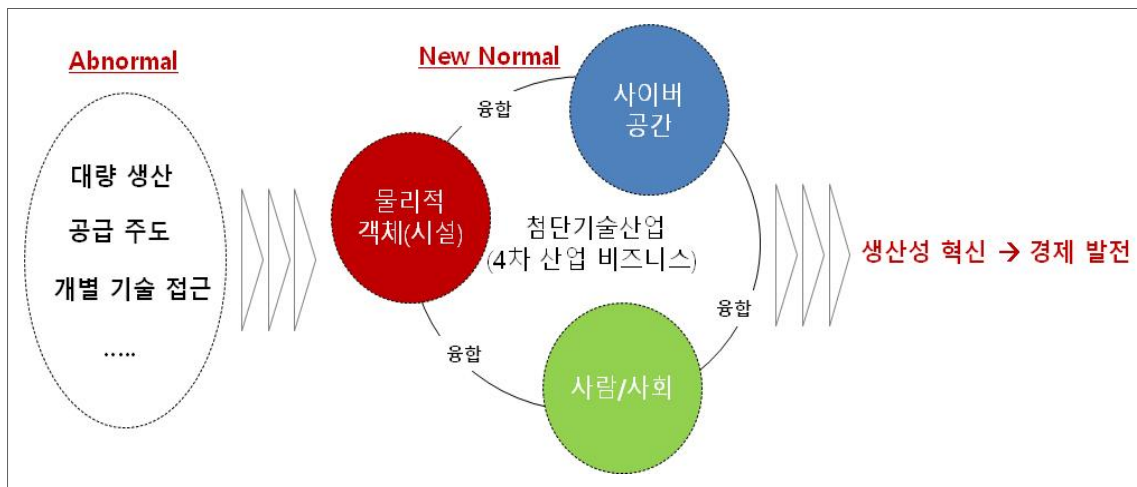 Abnormal
대량 생산
공급 주도
개별 기술 접근
.....
New Normal
융합
사이버
공간
물리적
객체(시설)
첨단기술산업
(4차 산업 비즈니스)
융합
융합
사람/사회
생산성 혁신 → 경제 발전